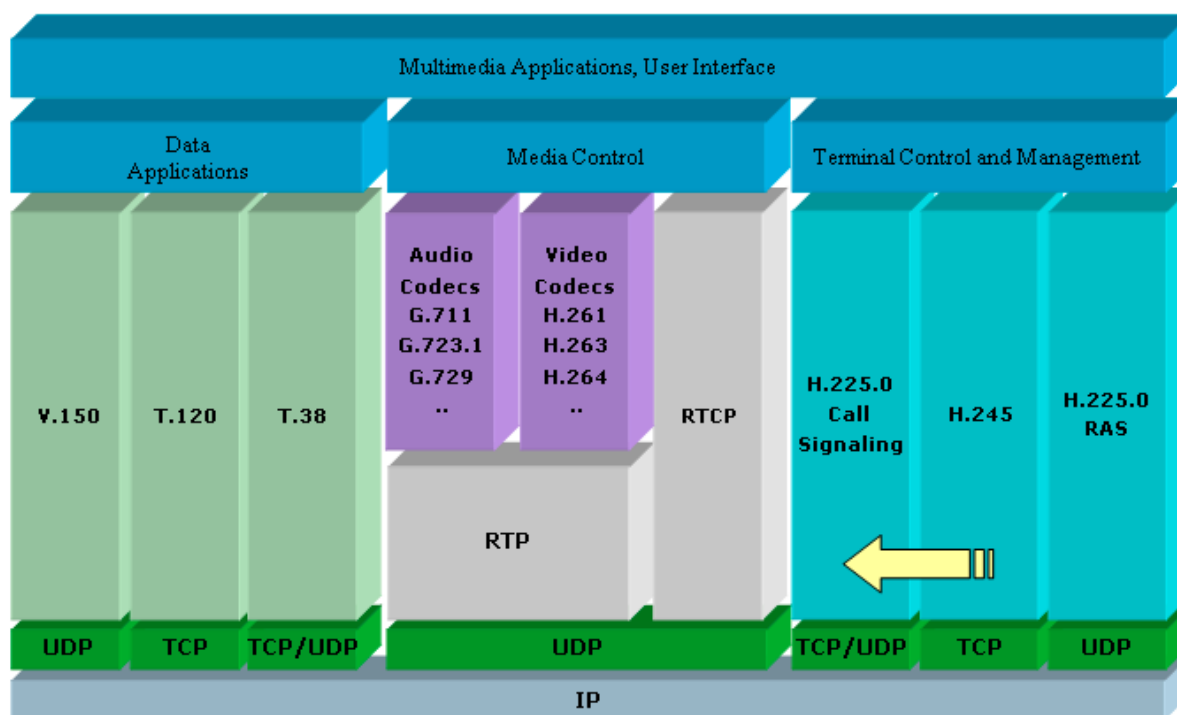 Multimedia Applications, User Interface
Data
Applications
Media Control
Terminal Control and Management
V.150
T.120
T.38
Audio
Codecs
G.711
G.723.1
G.729
..
Video
Codecs
H.261
H.263
H.264
..
RTP
RTCP
H.225.0
Call
Signaling
H.245
H.225.0
RAS
UDP
TCP
TCP/UDP
UDP
TCP/UDP
TCP
UDP
IP